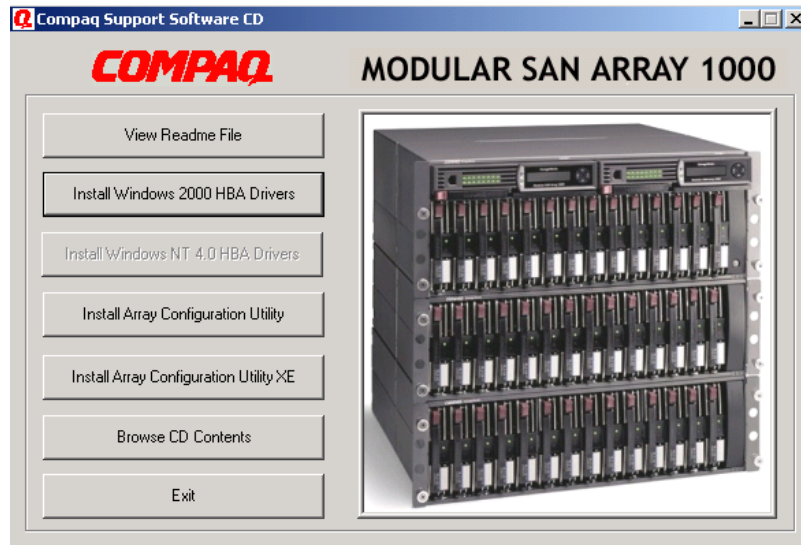 Compaq Support Software CD
COMPAQ
MODULAR SAN ARRAY 1000
View Readme File
Install Windows 2000 HBA Drivers
Install Windows NT 4.0 HBA Drivers
Install Array Configuration Utility
Install Array Configuration Utility XE
Browse CD Contents
Exit